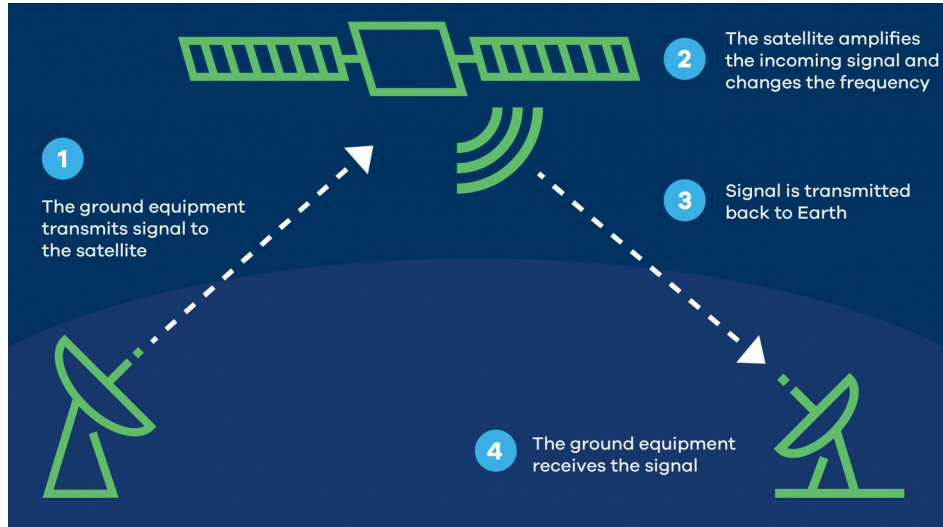 1
The ground equipment
transmits signal to
the satellite
2
The satellite amplifies
the incoming signal and
changes the frequency
3
Signal is transmitted
back to Earth
4
The ground equipment
receives the signal